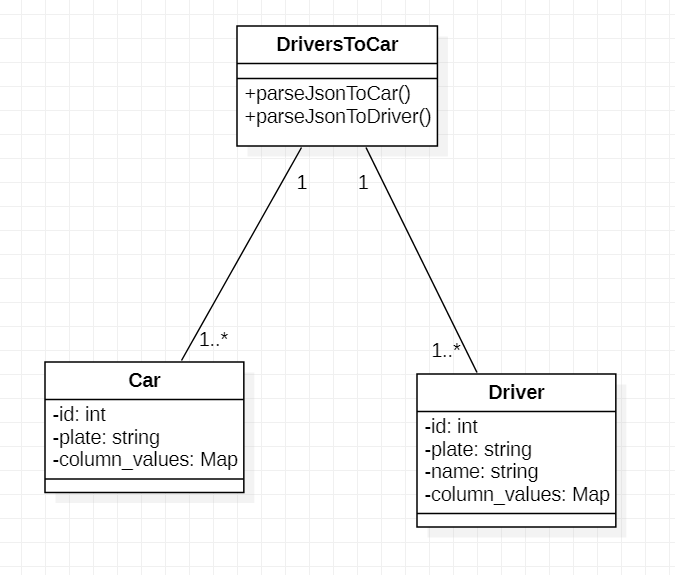 DriversToCar
+parseJsonToCar()
+parseJsonToDriver()
1
1
1..*
1..*
Car
-id: int
-plate: string
-column_values: Map
Driver
-id: int
-plate: string
-name: string
-column_values: Map